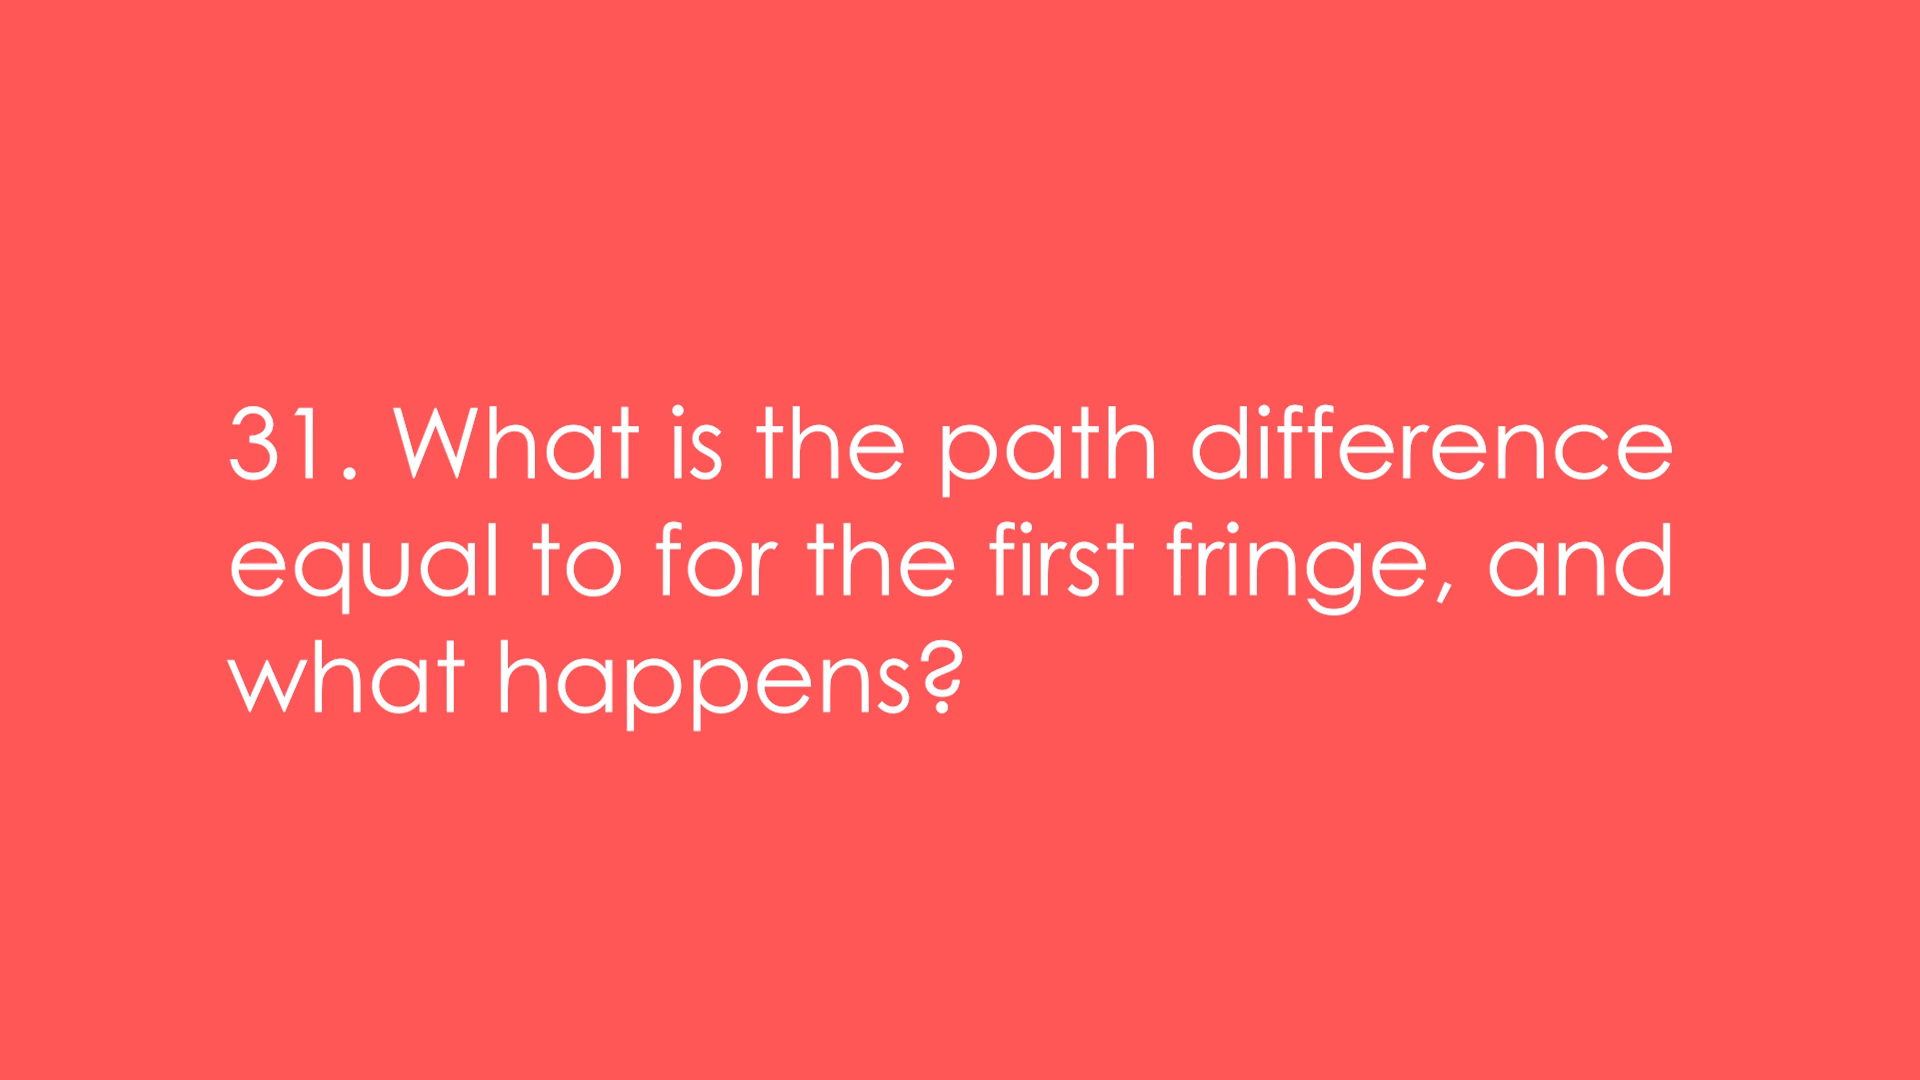 31. What is the path difference
equal to for the first fringe, and
what happens?